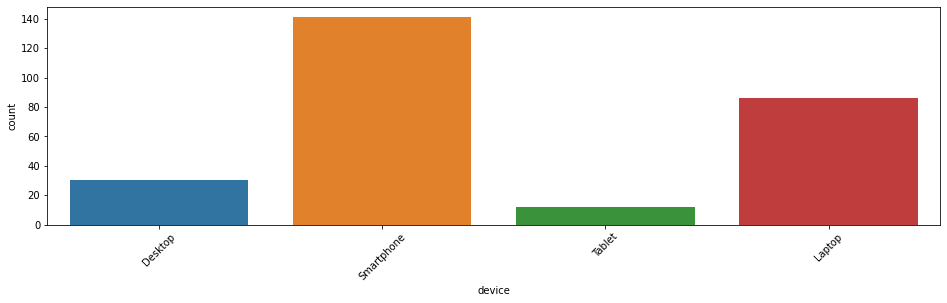 140
120
100
80
60
40
20
0
count
Desktop
Smartphone
Tablet
Laptop
device